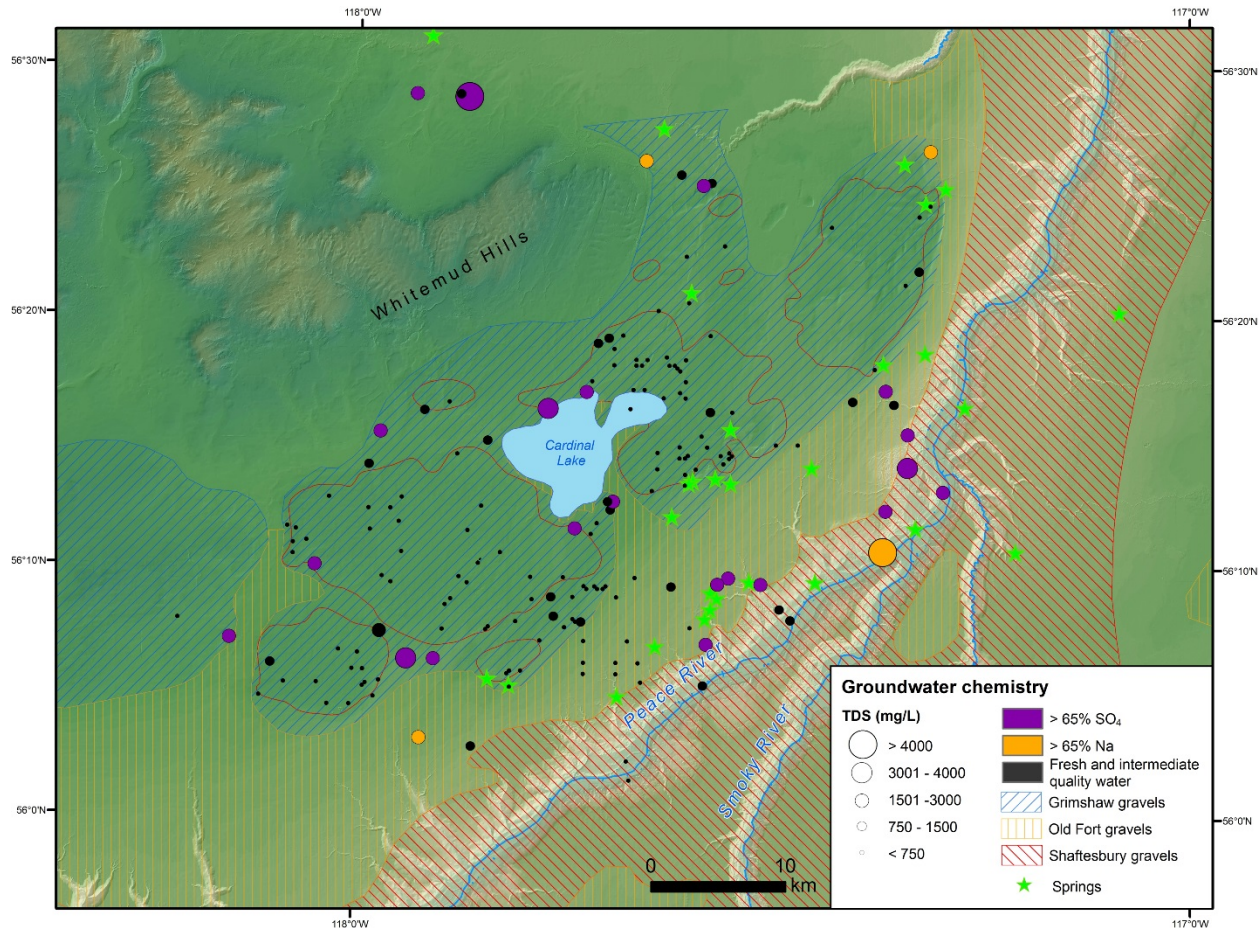 118°0'W
117°0'W
56°30'N
56°30'N
Whitemud Hills
56°20'N
56°20'N
Cardinal
Lake
56°10'N
56°10'N
Peace River
Smoky River
56°0'N
56°0'N
0
10
km
Groundwater chemistry
TDS (mg/L)
> 4000
3001 - 4000
1501 -3000
750 - 1500
< 750
> 65% SO₄
> 65% Na
Fresh and intermediate
quality water
Grimshaw gravels
Old Fort gravels
Shaftesbury gravels
Springs
118°0'W
117°0'W